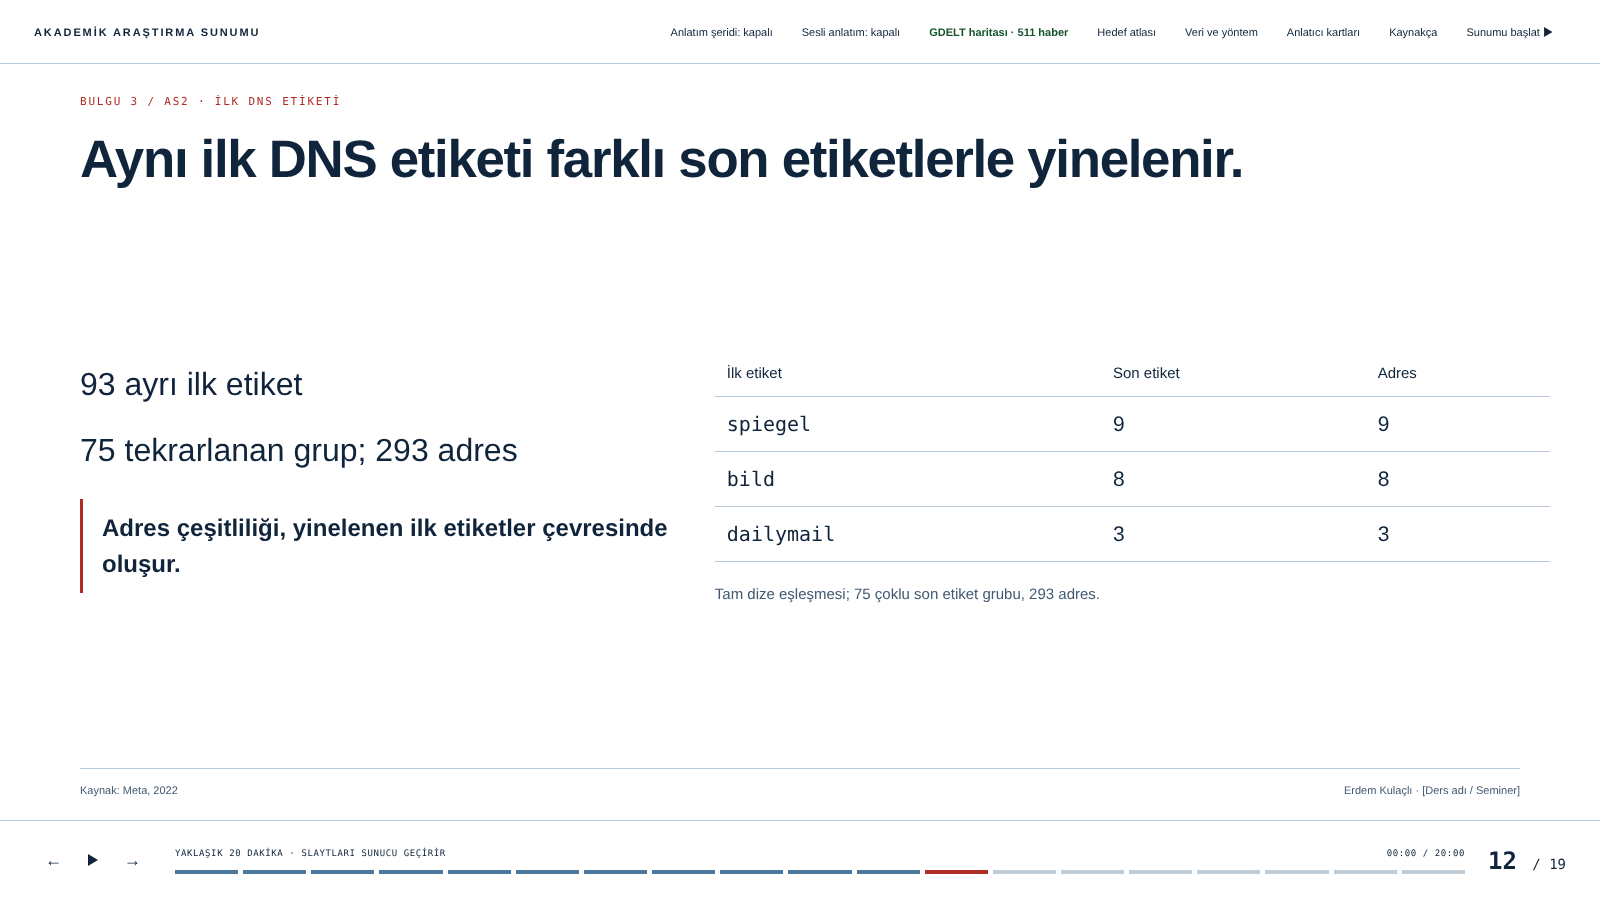 AKADEMİK ARAŞTIRMA SUNUMU
Anlatım şeridi: kapalı
Sesli anlatım: kapalı
GDELT haritası · 511 haber
Hedef atlası
Veri ve yöntem
Anlatıcı kartları
Kaynakça
Sunumu başlat ▶
BULGU 3 / AS2 · İLK DNS ETİKETİ
Aynı ilk DNS etiketi farklı son etiketlerle yinelenir.
93 ayrı ilk etiket
75 tekrarlanan grup; 293 adres
Adres çeşitliliği, yinelenen ilk etiketler çevresinde
oluşur.
İlk etiket Son etiket Adres
spiegel 9 9
bild 8 8
dailymail 3 3
Tam dize eşleşmesi; 75 çoklu son etiket grubu, 293 adres.
Kaynak: Meta, 2022
Erdem Kulaçlı · [Ders adı / Seminer]
← ▶ →
YAKLAŞIK 20 DAKİKA · SLAYTLARI SUNUCU GEÇİRİR
00:00 / 20:00
12 / 19